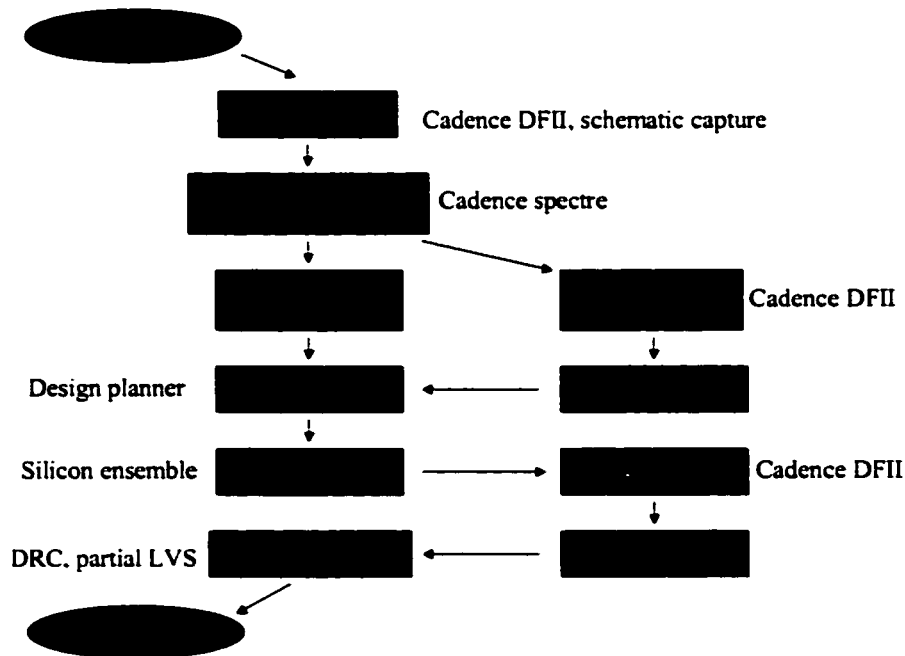 Cadence DFII, schematic capture
Cadence spectre
Cadence DFII
Design planner
Silicon ensemble
Cadence DFII
DRC, partial LVS